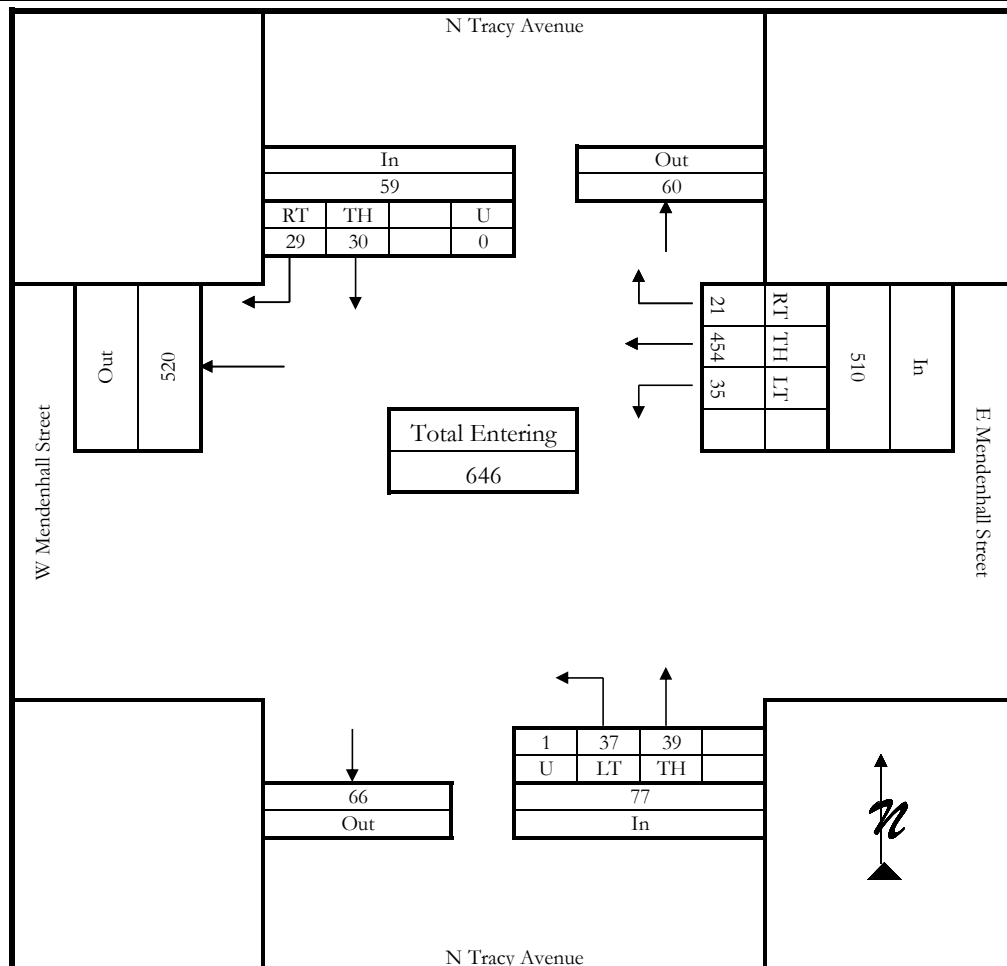 N Tracy Avenue
In
59
RT TH U
29 30 0
Out
60
Out 520
21 RT
454 TH
35 LT
510 In
W Mendenhall Street
E Mendenhall Street
Total Entering
646
1 37 39
U LT TH
77
In
66
Out
N
N Tracy Avenue